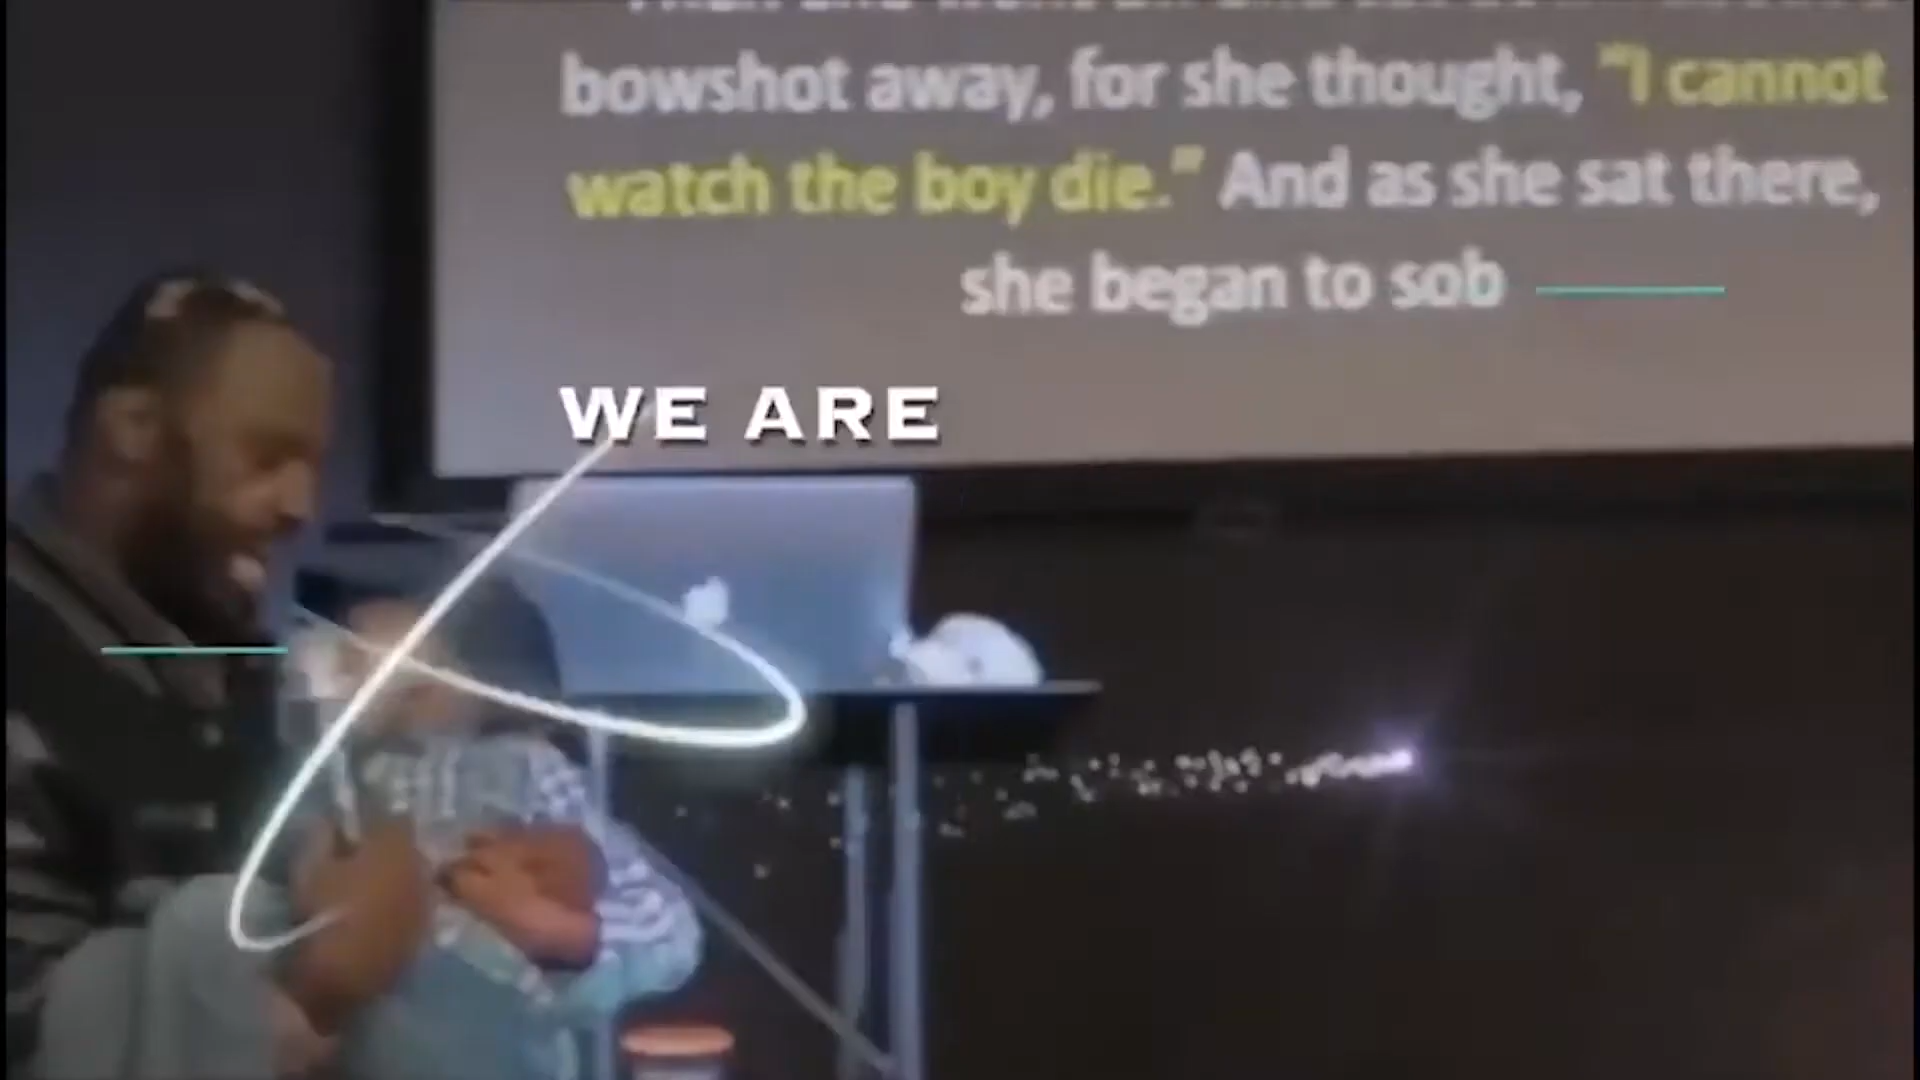 bowshot away, for she thought, "I cannot
watch the boy die." And as she sat there,
she began to sob
WE ARE